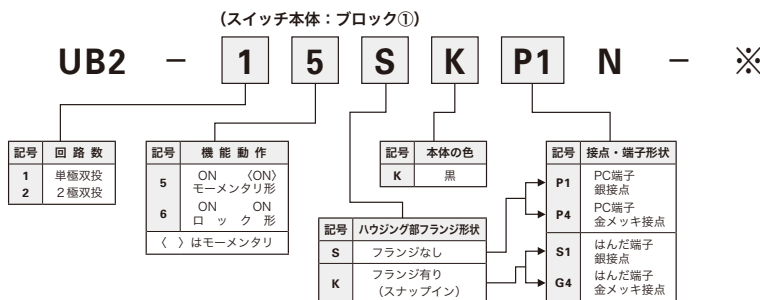 (スイッチ本体:ブロック①)
UB2 － 1 5 S K P1 N － ※
記号 回路数
1 単極双投
2 2極双投
記号 機能動作
5 ON 〈ON〉
モーメンタリ形
6 ON ON
ロック形
〈 〉はモーメンタリ
記号 本体の色
K 黒
記号 ハウジング部フランジ形状
S フランジなし
K フランジ有り
(スナップイン)
記号 接点・端子形状
P1 PC端子
銀接点
P4 PC端子
金メッキ接点
S1 はんだ端子
銀接点
G4 はんだ端子
金メッキ接点